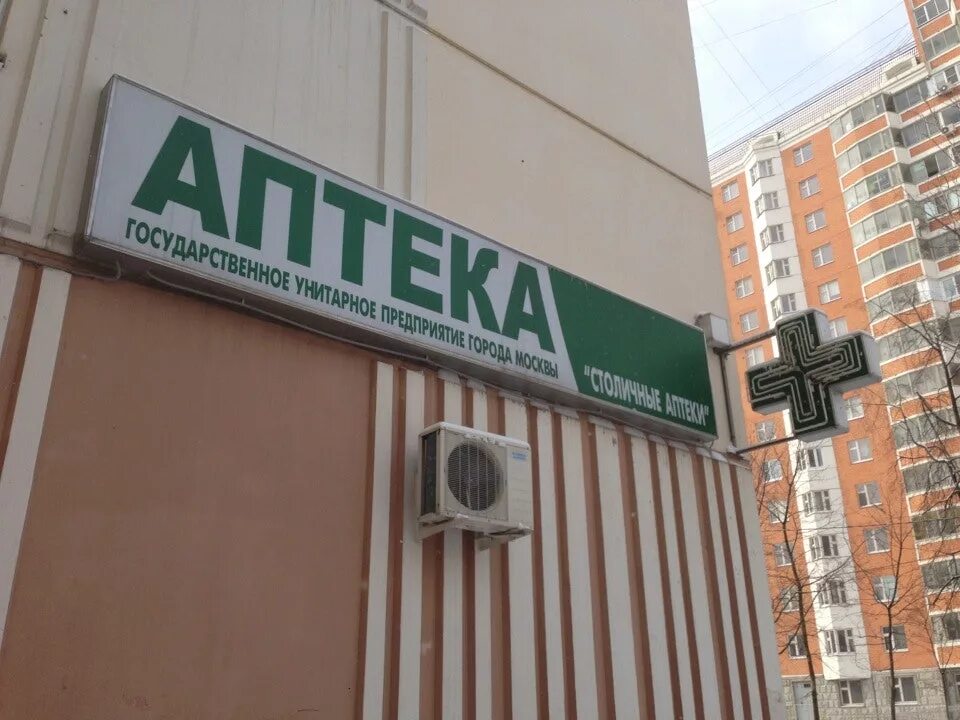 АПТЕКА
ГОСУДАРСТВЕННОЕ УНИТАРНОЕ ПРЕДПРИЯТИЕ ГОРОДА МОСКВЫ
"СТОЛИЧНЫЕ АПТЕКИ"